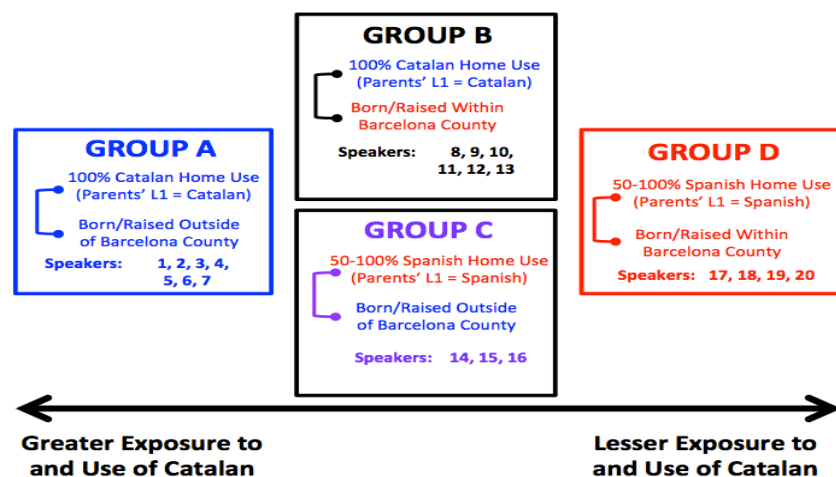 GROUP A
100% Catalan Home Use
(Parents' L1 = Catalan)
Born/Raised Outside
of Barcelona County
Speakers: 1, 2, 3, 4,
5, 6, 7
GROUP B
100% Catalan Home Use
(Parents' L1 = Catalan)
Born/Raised Within
Barcelona County
Speakers: 8, 9, 10,
11, 12, 13
GROUP C
50-100% Spanish Home Use
(Parents' L1 = Spanish)
Born/Raised Outside
of Barcelona County
Speakers: 14, 15, 16
GROUP D
50-100% Spanish Home Use
(Parents' L1 = Spanish)
Born/Raised Within
Barcelona County
Speakers: 17, 18, 19, 20
Greater Exposure to
and Use of Catalan
Lesser Exposure to
and Use of Catalan